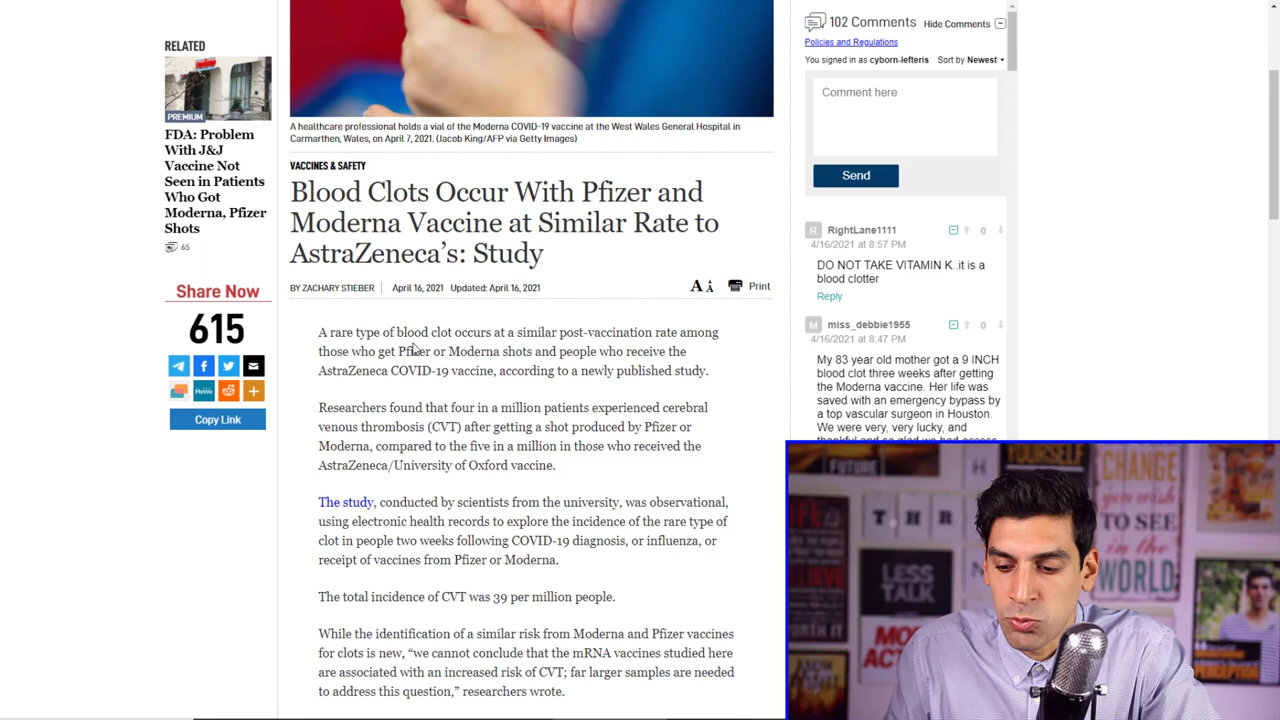 RELATED
PREMIUM
FDA: Problem
With J&J
Vaccine Not
Seen in Patients
Who Got
Moderna, Pfizer
Shots
65
Share Now
615
Copy Link
A healthcare professional holds a vial of the Moderna COVID-19 vaccine at the West Wales General Hospital in
Carmarthen, Wales, on April 7, 2021. (Jacob King/AFP via Getty Images)
VACCINES & SAFETY
Blood Clots Occur With Pfizer and
Moderna Vaccine at Similar Rate to
AstraZeneca's: Study
BY ZACHARY STIEBER April 16, 2021 Updated: April 16, 2021
A A Print
A rare type of blood clot occurs at a similar post-vaccination rate among
those who get Pfizer or Moderna shots and people who receive the
AstraZeneca COVID-19 vaccine, according to a newly published study.
Researchers found that four in a million patients experienced cerebral
venous thrombosis (CVT) after getting a shot produced by Pfizer or
Moderna, compared to the five in a million in those who received the
AstraZeneca/University of Oxford vaccine.
The study, conducted by scientists from the university, was observational,
using electronic health records to explore the incidence of the rare type of
clot in people two weeks following COVID-19 diagnosis, or influenza, or
receipt of vaccines from Pfizer or Moderna.
The total incidence of CVT was 39 per million people.
While the identification of a similar risk from Moderna and Pfizer vaccines
for clots is new, “we cannot conclude that the mRNA vaccines studied here
are associated with an increased risk of CVT; far larger samples are needed
to address this question,” researchers wrote.
102 Comments Hide Comments
Policies and Regulations
You signed in as cyborn-lefteris Sort by Newest
Comment here
Send
R RightLane1111 0
4/16/2021 at 8:57 PM
DO NOT TAKE VITAMIN K..it is a
blood clotter
Reply
M miss_debbie1955 0
4/16/2021 at 8:47 PM
My 83 year old mother got a 9 INCH
blood clot three weeks after getting
the Moderna vaccine. Her life was
saved with an emergency bypass by
a top vascular surgeon in Houston.
We were very, very lucky, and
thankful and so glad we had access
FUTURE
YOURSELF
CHANGE
you wish
TO SEE
IN the
WORLD
T H R
LESS
TALK